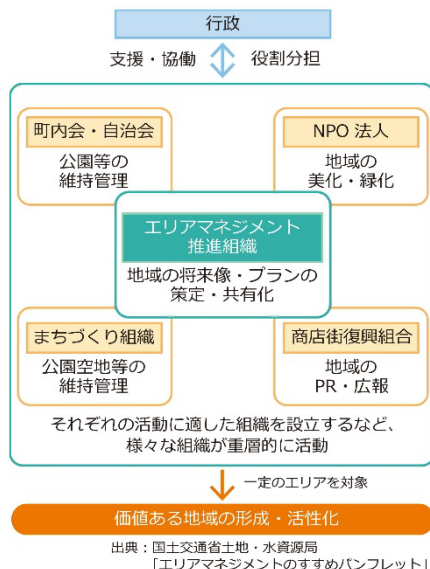 行政
支援・協働
役割分担
町内会・自治会
公園等の
維持管理
NPO 法人
地域の
美化・緑化
エリアマネジメント
推進組織
地域の将来像・プランの
策定・共有化
まちづくり組織
公園空地等の
維持管理
商店街復興組合
地域の
PR・広報
それぞれの活動に適した組織を設立するなど、
様々な組織が重層的に活動
一定のエリアを対象
価値ある地域の形成・活性化
出典：国土交通省土地・水資源局
「エリアマネジメントのすすめパンフレット」